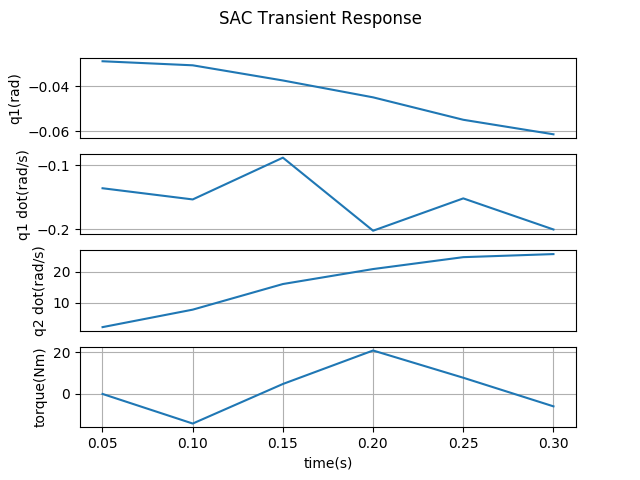 SAC Transient Response
q1(rad)
−0.04
−0.06
q1 dot(rad/s)
−0.1
−0.2
q2 dot(rad/s)
20
10
torque(Nm)
20
0
0.05 0.10 0.15 0.20 0.25 0.30
time(s)